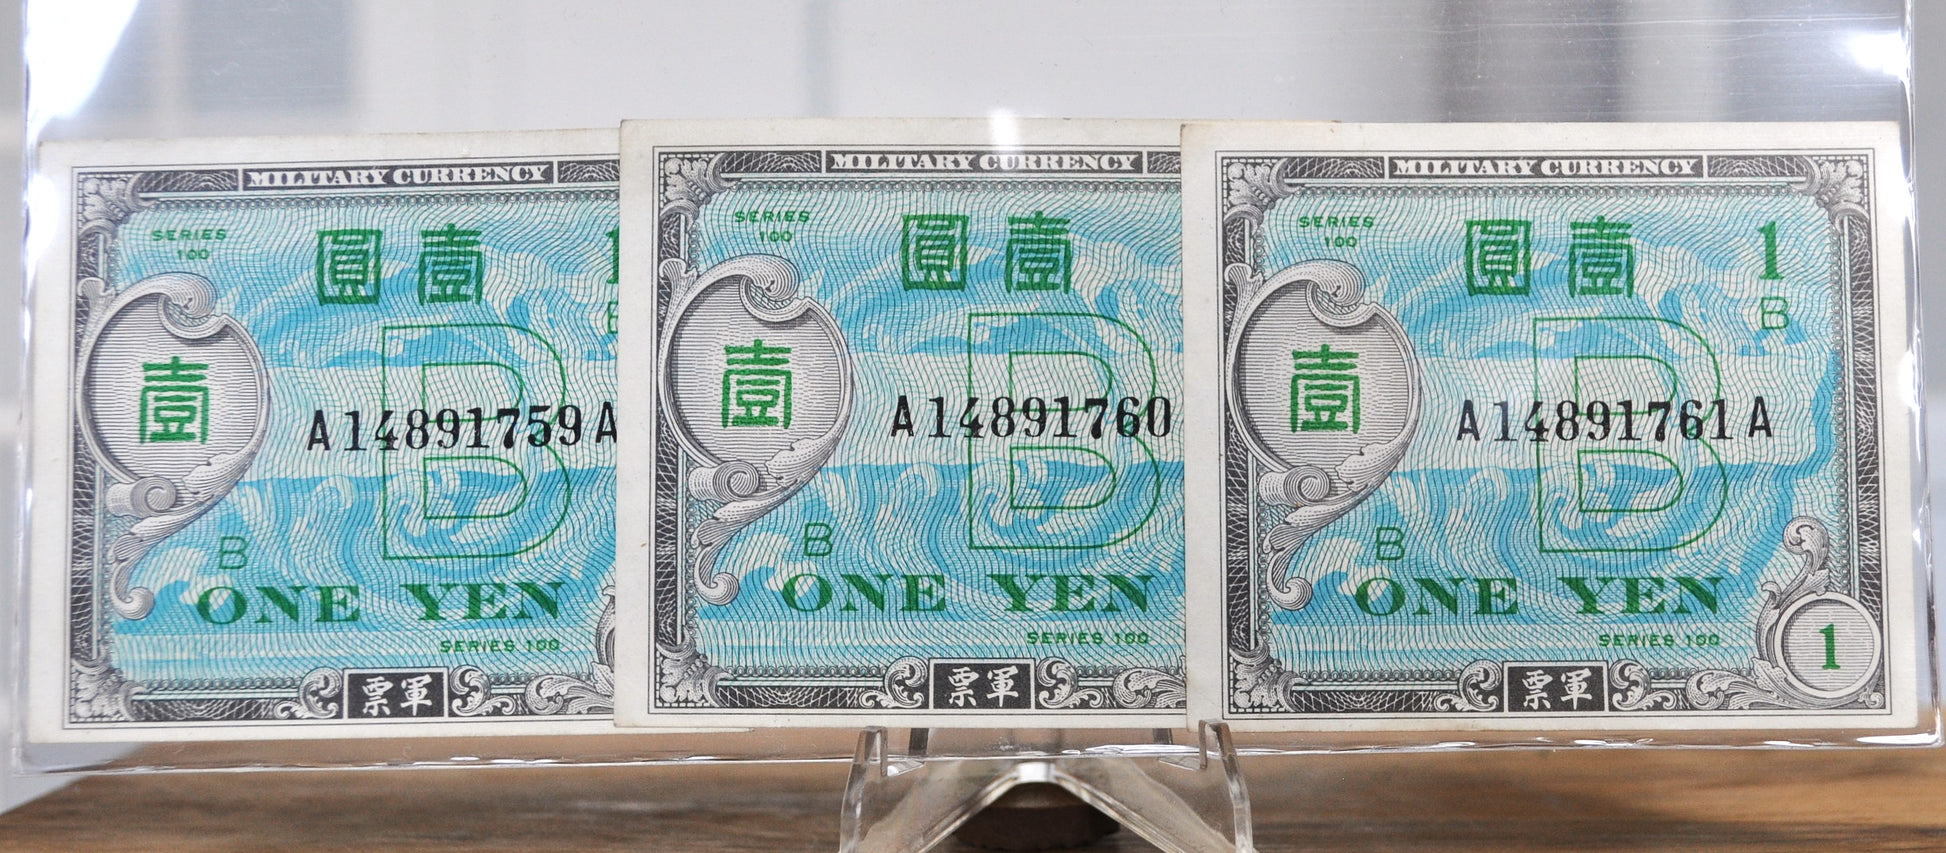 MILITARY CURRENCY
SERIES
100
圓 壹 1
B
壹
B
A14891759A
B
ONE YEN
SERIES 100
票軍
MILITARY CURRENCY
SERIES
100
圓 壹
壹
B
A14891760
B
ONE YEN
SERIES 100
票軍
MILITARY CURRENCY
SERIES
100
圓 壹 1
B
壹
B
A14891761A
B
ONE YEN
SERIES 100
票軍
1